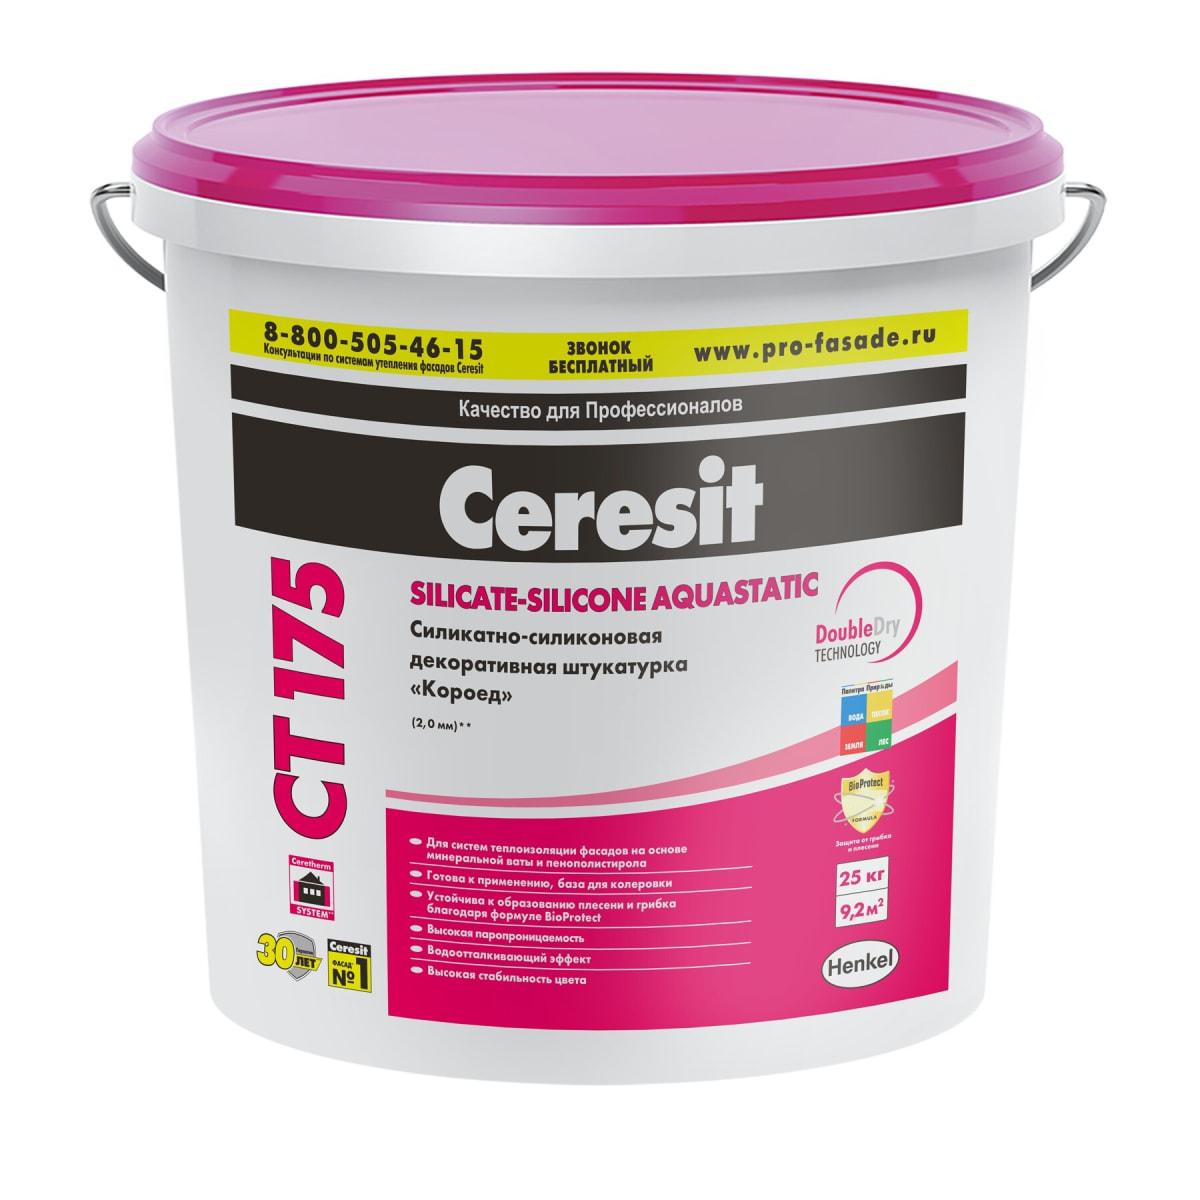 8-800-505-46-15
Консультации по системам утепления фасадов Ceresit
ЗВОНОК
БЕСПЛАТНЫЙ
www.pro-fasade.ru
Качество для Профессионалов
Ceresit
CT 175
SILICATE-SILICONE AQUASTATIC
Силикатно-силиконовая
декоративная штукатурка
«Короед»
(2,0 мм)**
DoubleDry
TECHNOLOGY
Палитра Природы
ВОДА
ПЕСОК
ЗЕМЛЯ
ЛЕС
BioProtect
FORMULA
Защита от грибка
и плесени
Для систем теплоизоляции фасадов на основе
минеральной ваты и пенополистирола
Готова к применению, база для колеровки
Устойчива к образованию плесени и грибка
благодаря формуле BioProtect
Высокая паропроницаемость
Водоотталкивающий эффект
Высокая стабильность цвета
25 кг
9,2 м²
Henkel
Ceretherm
SYSTEM**
30
ЛЕТ
Ceresit
ФАСАД
№1